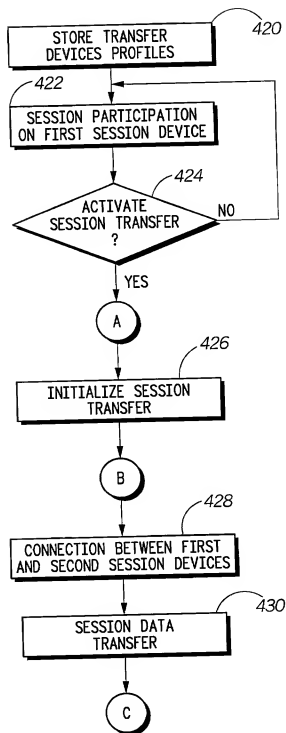 420
STORE TRANSFER
DEVICES PROFILES
422
SESSION PARTICIPATION
ON FIRST SESSION DEVICE
424
ACTIVATE
SESSION TRANSFER
?
NO
YES
A
426
INITIALIZE SESSION
TRANSFER
B
428
CONNECTION BETWEEN FIRST
AND SECOND SESSION DEVICES
430
SESSION DATA
TRANSFER
C